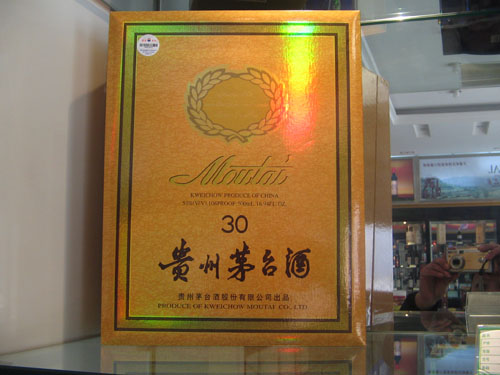 Moutai
KWEICHOW PRODUCE OF CHINA
30
贵州茅台酒
贵州茅台酒股份有限公司出品
PRODUCE OF KWEICHOW MOUTAI CO., LTD